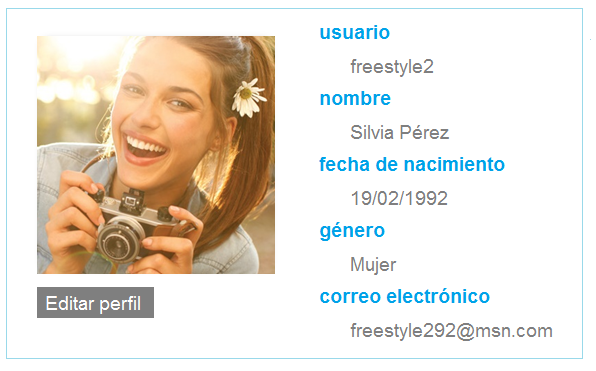 usuario
freestyle2
nombre
Silvia Pérez
fecha de nacimiento
19/02/1992
género
Mujer
correo electrónico
freestyle292@msn.com
Editar perfil